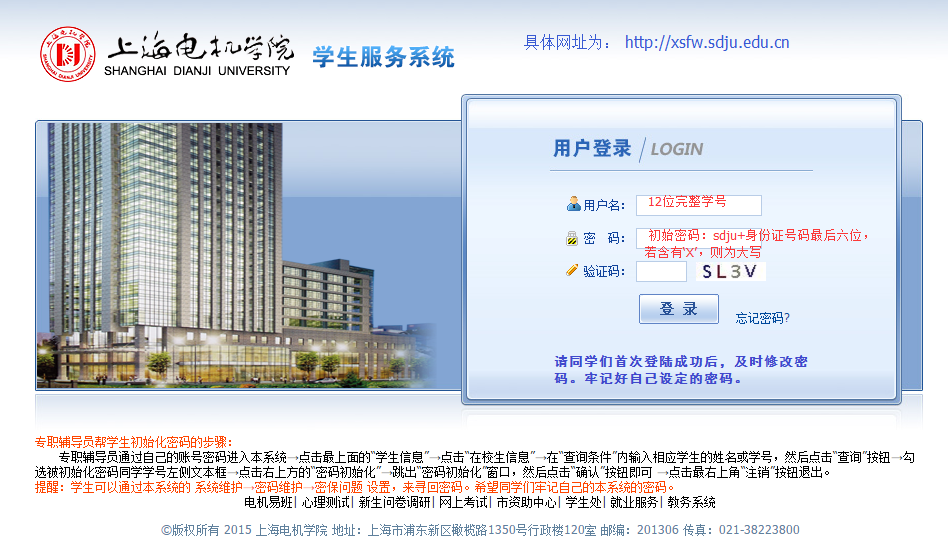 上海电机学院
SHANGHAI DIANJI UNIVERSITY
学生服务系统
具体网址为： http://xsfw.sdju.edu.cn
用户登录 / LOGIN
用户名： 12位完整学号
密 码： 初始密码：sdju+身份证号码最后六位，
若含有‘X’，则为大写
验证码： SL3V
登 录 忘记密码?
请同学们首次登陆成功后，及时修改密
码。牢记好自己设定的密码。
专职辅导员帮学生初始化密码的步骤：
专职辅导员通过自己的账号密码进入本系统→点击最上面的“学生信息”→点击“在校生信息”→在“查询条件”内输入相应学生的姓名或学号，然后点击“查询”按钮→勾
选被初始化密码同学学号左侧文本框→点击右上方的“密码初始化”→跳出“密码初始化”窗口，然后点击“确认”按钮即可 →点击最右上角“注销”按钮退出。
提醒：学生可以通过本系统的 系统维护→密码维护→密保问题 设置，来寻回密码。希望同学们牢记自己的本系统的密码。
电机易班| 心理测试| 新生问卷调研| 网上考试| 市资助中心| 学生处| 就业服务| 教务系统
©版权所有 2015 上海电机学院 地址：上海市浦东新区橄榄路1350号行政楼120室 邮编：201306 传真：021-38223800